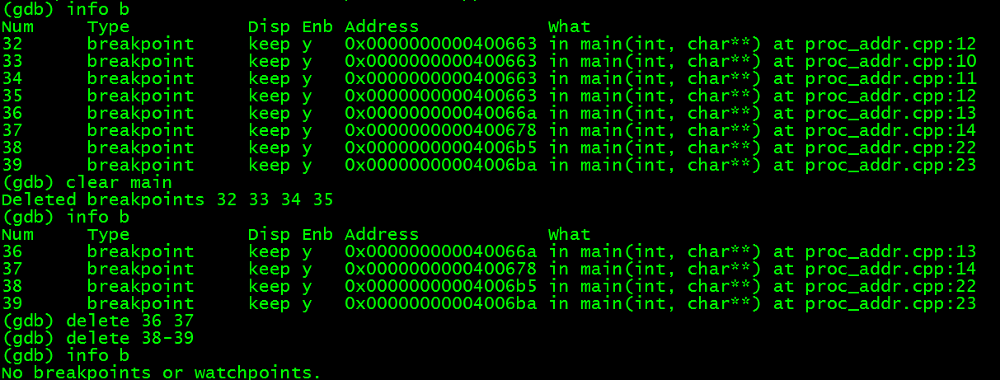 (gdb) info b
Num     Type           Disp Enb Address            What
32      breakpoint     keep y   0x0000000000400663 in main(int, char**) at proc_addr.cpp:12
33      breakpoint     keep y   0x0000000000400663 in main(int, char**) at proc_addr.cpp:10
34      breakpoint     keep y   0x0000000000400663 in main(int, char**) at proc_addr.cpp:11
35      breakpoint     keep y   0x0000000000400663 in main(int, char**) at proc_addr.cpp:12
36      breakpoint     keep y   0x000000000040066a in main(int, char**) at proc_addr.cpp:13
37      breakpoint     keep y   0x0000000000400678 in main(int, char**) at proc_addr.cpp:14
38      breakpoint     keep y   0x00000000004006b5 in main(int, char**) at proc_addr.cpp:22
39      breakpoint     keep y   0x00000000004006ba in main(int, char**) at proc_addr.cpp:23
(gdb) clear main
Deleted breakpoints 32 33 34 35
(gdb) info b
Num     Type           Disp Enb Address            What
36      breakpoint     keep y   0x000000000040066a in main(int, char**) at proc_addr.cpp:13
37      breakpoint     keep y   0x0000000000400678 in main(int, char**) at proc_addr.cpp:14
38      breakpoint     keep y   0x00000000004006b5 in main(int, char**) at proc_addr.cpp:22
39      breakpoint     keep y   0x00000000004006ba in main(int, char**) at proc_addr.cpp:23
(gdb) delete 36 37
(gdb) delete 38-39
(gdb) info b
No breakpoints or watchpoints.